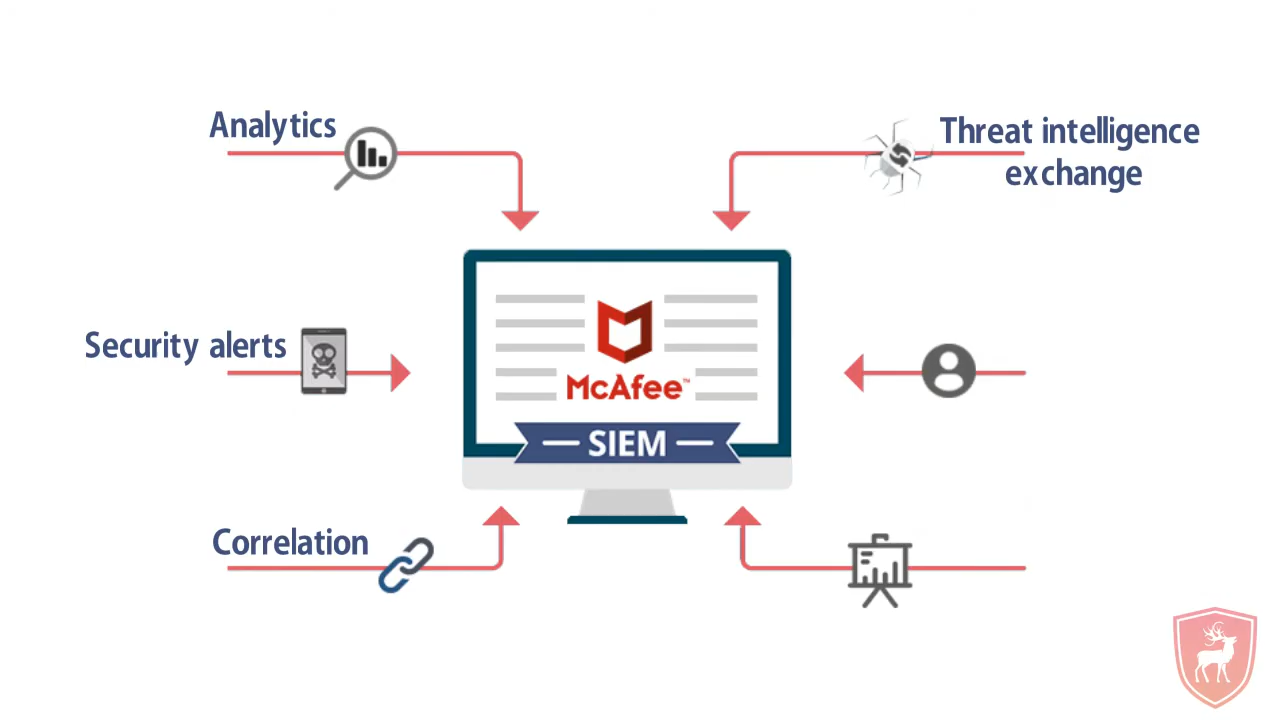 Analytics
Threat intelligence
exchange
Security alerts
McAfee™
SIEM
Correlation